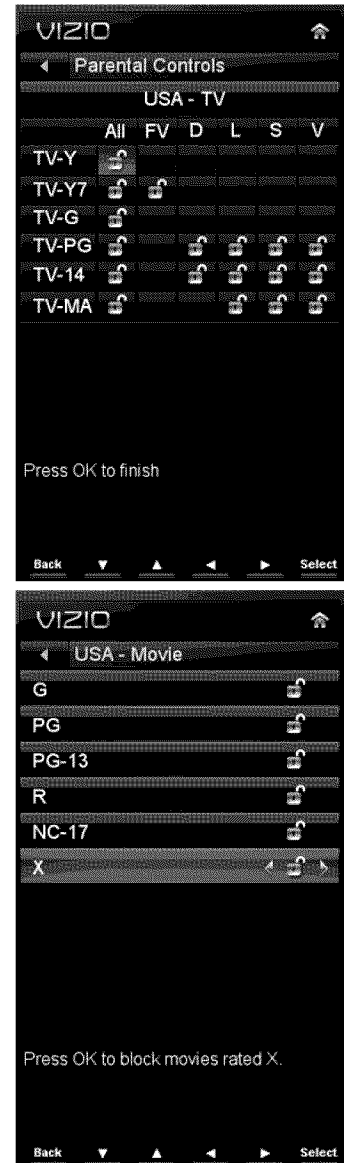 VIZIO
Parental Controls
USA - TV
All FV D L S V
TV-Y
TV-Y7
TV-G
TV-PG
TV-14
TV-MA
Press OK to finish
Back Select
VIZIO
USA - Movie
G
PG
PG-13
R
NC-17
X
Press OK to block movies rated X.
Back Select